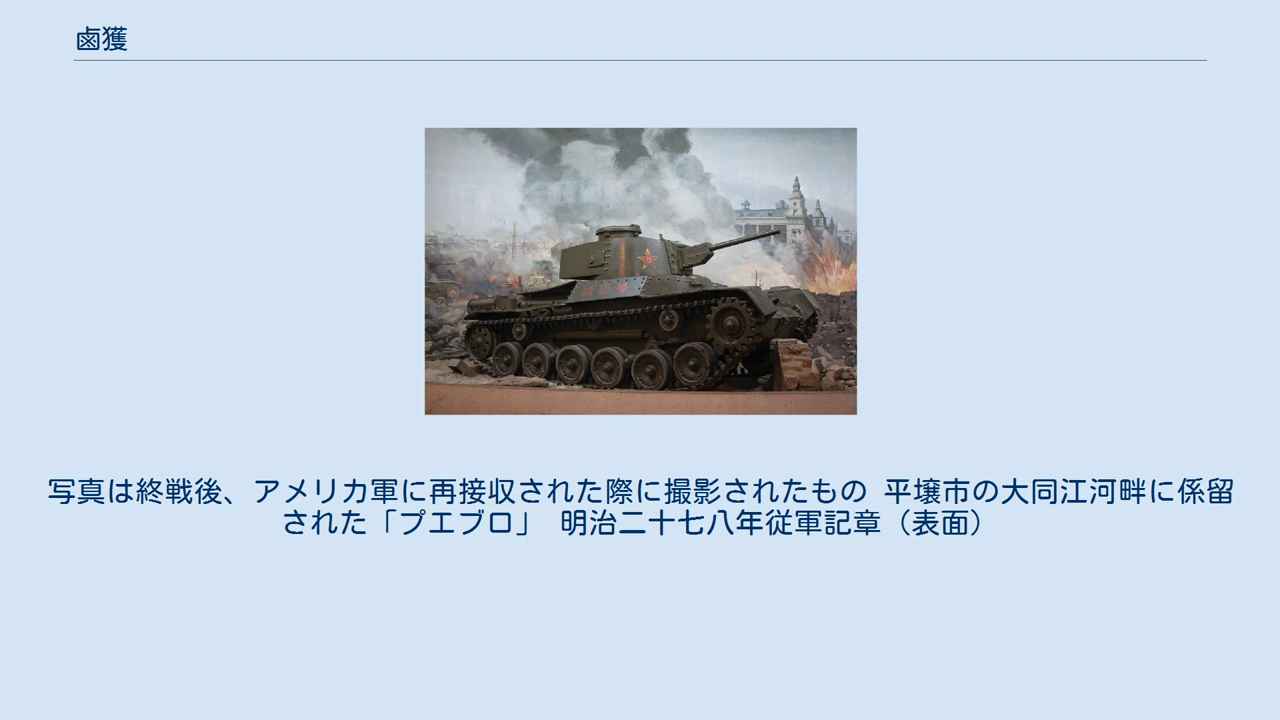 鹵獲
写真は終戦後、アメリカ軍に再接収された際に撮影されたもの 平壌市の大同江河畔に係留
された「プエブロ」 明治二十七八年従軍記章（表面）